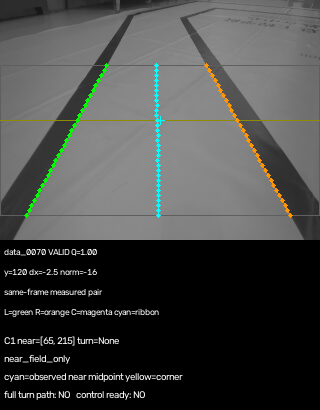 data_0070 VALID Q=1.00
y=120 dx=-2.5 norm=-16
same-frame measured pair
L=green R=orange C=magenta cyan=ribbon
C1 near=[65, 215] turn=None
near_field_only
cyan=observed near midpoint yellow=corner
full turn path: NO control ready: NO